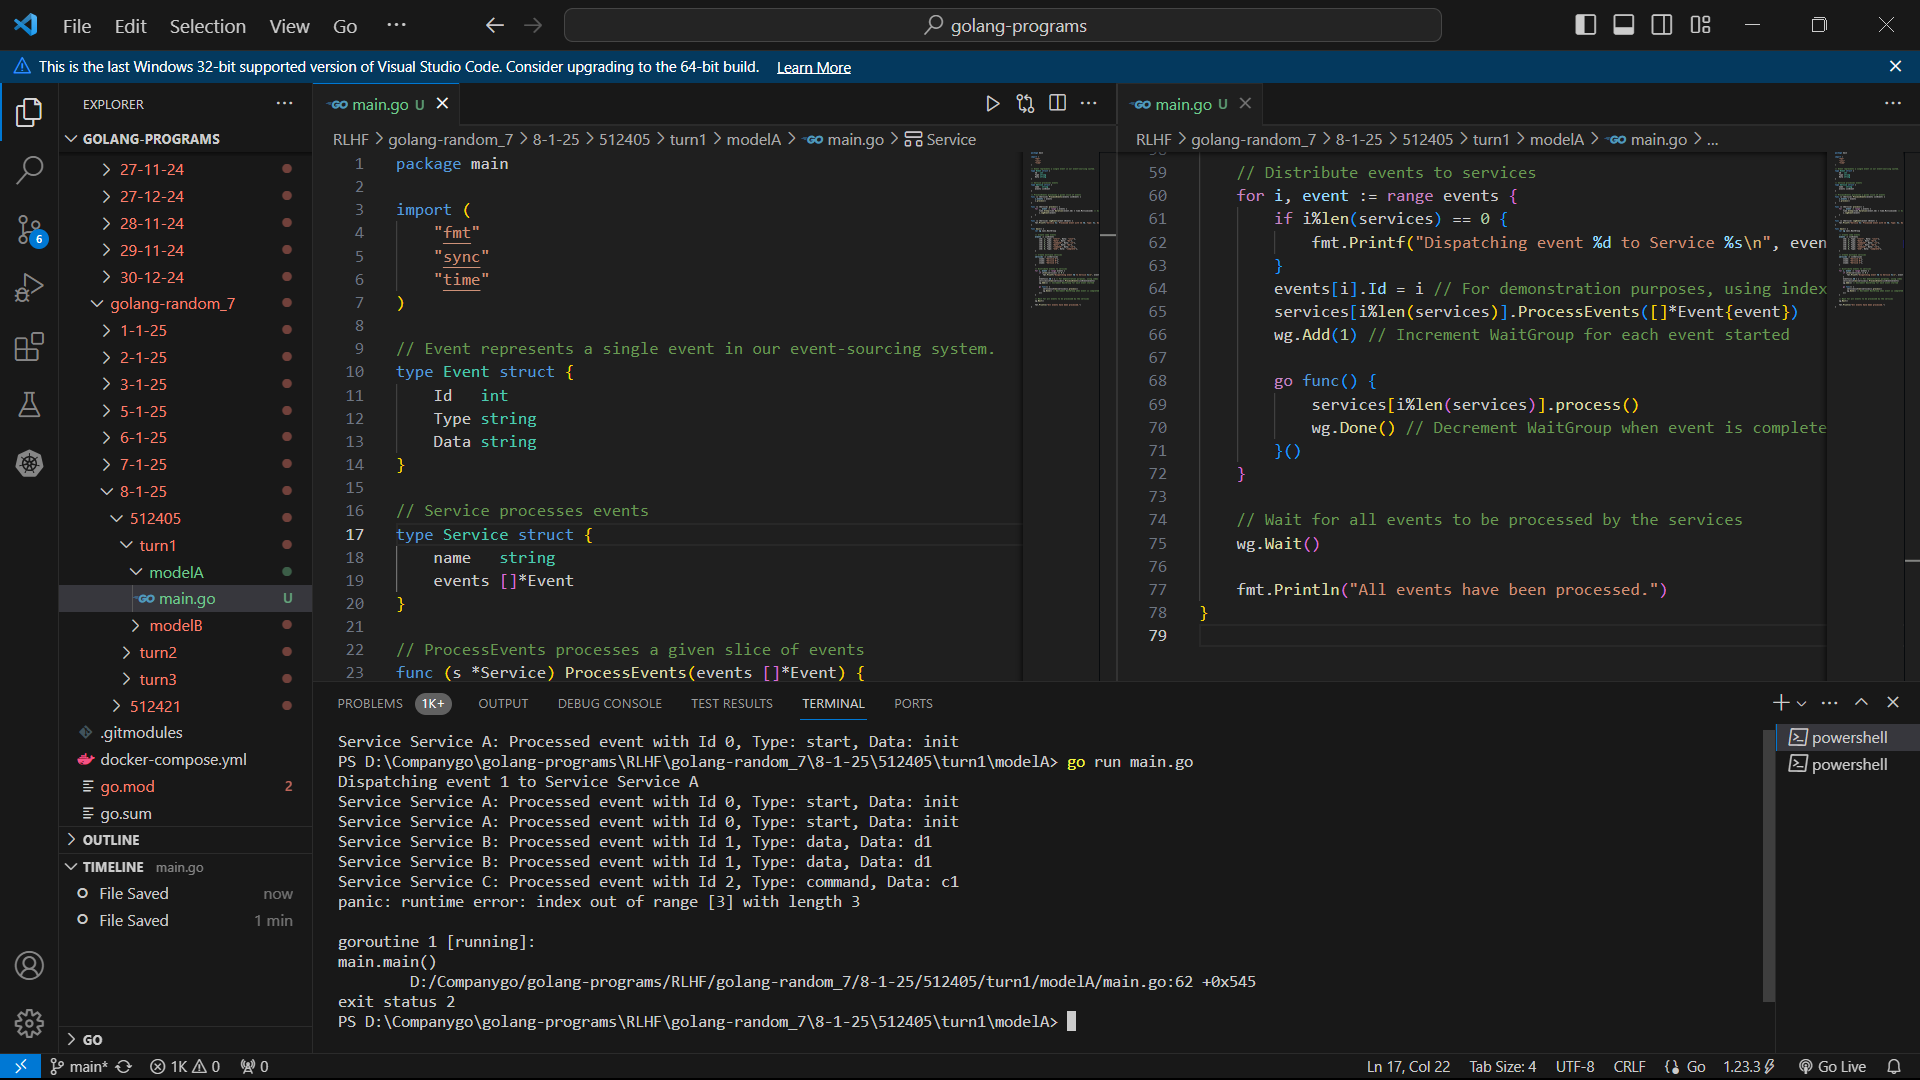 File Edit Selection View Go ··· golang-programs
This is the last Windows 32-bit supported version of Visual Studio Code. Consider upgrading to the 64-bit build. Learn More
EXPLORER
GOLANG-PROGRAMS
27-11-24
27-12-24
28-11-24
29-11-24
30-12-24
golang-random_7
1-1-25
2-1-25
3-1-25
5-1-25
6-1-25
7-1-25
8-1-25
512405
turn1
modelA
main.go U
modelB
turn2
turn3
512421
.gitmodules
docker-compose.yml
go.mod 2
go.sum
OUTLINE
TIMELINE main.go
File Saved now
File Saved 1 min
GO
6
main.go U
RLHF > golang-random_7 > 8-1-25 > 512405 > turn1 > modelA > main.go > Service
1 package main
2
3 import (
4 "fmt"
5 "sync"
6 "time"
7 )
8
9 // Event represents a single event in our event-sourcing system.
10 type Event struct {
11 Id int
12 Type string
13 Data string
14 }
15
16 // Service processes events
17 type Service struct {
18 name string
19 events []*Event
20 }
21
22 // ProcessEvents processes a given slice of events
23 func (s *Service) ProcessEvents(events []*Event) {
main.go U
RLHF > golang-random_7 > 8-1-25 > 512405 > turn1 > modelA > main.go > ...
59 // Distribute events to services
60 for i, event := range events {
61 if i%len(services) == 0 {
62 fmt.Printf("Dispatching event %d to Service %s\n", even
63 }
64 events[i].Id = i // For demonstration purposes, using index
65 services[i%len(services)].ProcessEvents([]*Event{event})
66 wg.Add(1) // Increment WaitGroup for each event started
67
68 go func() {
69 services[i%len(services)].process()
70 wg.Done() // Decrement WaitGroup when event is complete
71 }()
72 }
73
74 // Wait for all events to be processed by the services
75 wg.Wait()
76
77 fmt.Println("All events have been processed.")
78 }
79
PROBLEMS 1K+ OUTPUT DEBUG CONSOLE TEST RESULTS TERMINAL PORTS
Service Service A: Processed event with Id 0, Type: start, Data: init
PS D:\Companygo\golang-programs\RLHF\golang-random_7\8-1-25\512405\turn1\modelA> go run main.go
Dispatching event 1 to Service Service A
Service Service A: Processed event with Id 0, Type: start, Data: init
Service Service A: Processed event with Id 0, Type: start, Data: init
Service Service B: Processed event with Id 1, Type: data, Data: d1
Service Service B: Processed event with Id 1, Type: data, Data: d1
Service Service C: Processed event with Id 2, Type: command, Data: c1
panic: runtime error: index out of range [3] with length 3
goroutine 1 [running]:
main.main()
D:/Companygo/golang-programs/RLHF/golang-random_7/8-1-25/512405/turn1/modelA/main.go:62 +0x545
exit status 2
PS D:\Companygo\golang-programs\RLHF\golang-random_7\8-1-25\512405\turn1\modelA>
powershell
powershell
main* 1K 0 0 Ln 17, Col 22 Tab Size: 4 UTF-8 CRLF Go 1.23.3 Go Live